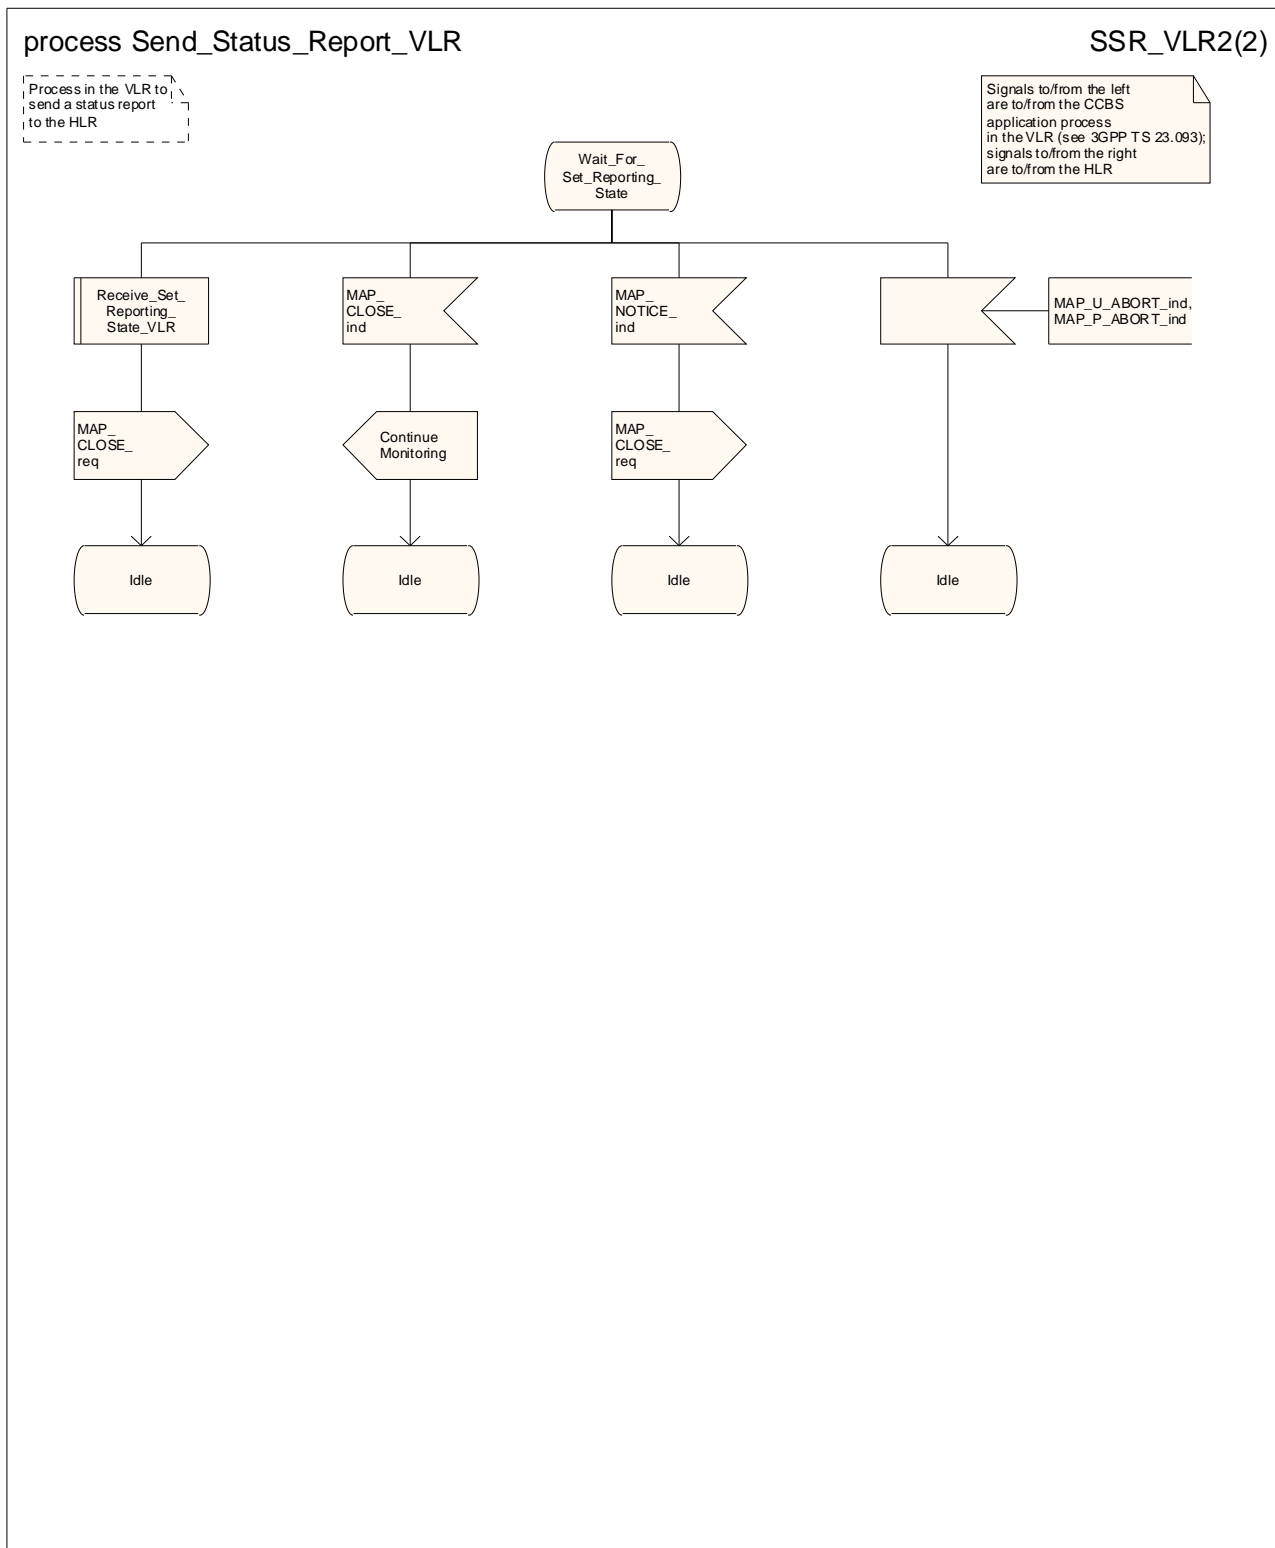 process Send_Status_Report_VLR
SSR_VLR2(2)
Process in the VLR to
send a status report
to the HLR
Signals to/from the left
are to/from the CCBS
application process
in the VLR (see 3GPP TS 23.093);
signals to/from the right
are to/from the HLR
Wait_For_
Set_Reporting_
State
Receive_Set_
Reporting_
State_VLR
MAP_
CLOSE_
ind
MAP_
NOTICE_
ind
MAP_U_ABORT_ind,
MAP_P_ABORT_ind
MAP_
CLOSE_
req
Continue
Monitoring
MAP_
CLOSE_
req
Idle
Idle
Idle
Idle